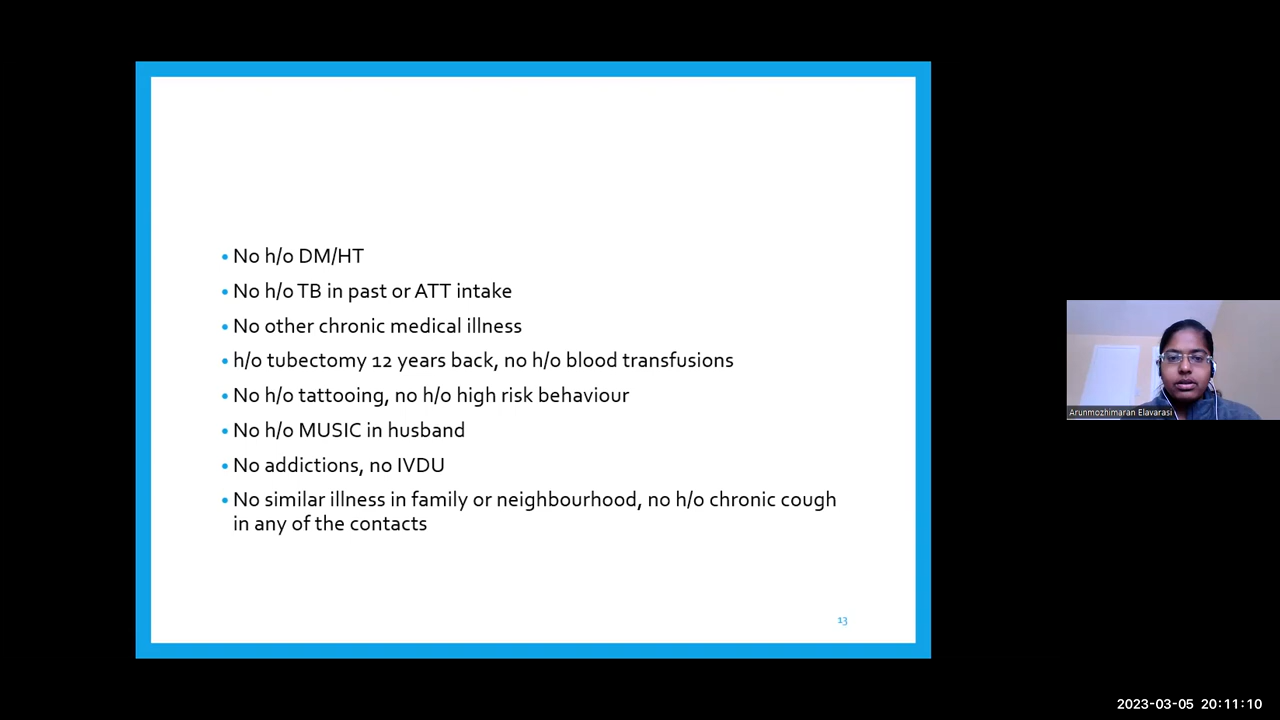 • No h/o DM/HT
• No h/o TB in past or ATT intake
• No other chronic medical illness
• h/o tubectomy 12 years back, no h/o blood transfusions
• No h/o tattooing, no h/o high risk behaviour
• No h/o MUSIC in husband
• No addictions, no IVDU
• No similar illness in family or neighbourhood, no h/o chronic cough
in any of the contacts
13
Arunmozhimaran Elavarasi
2023-03-05 20:11:10